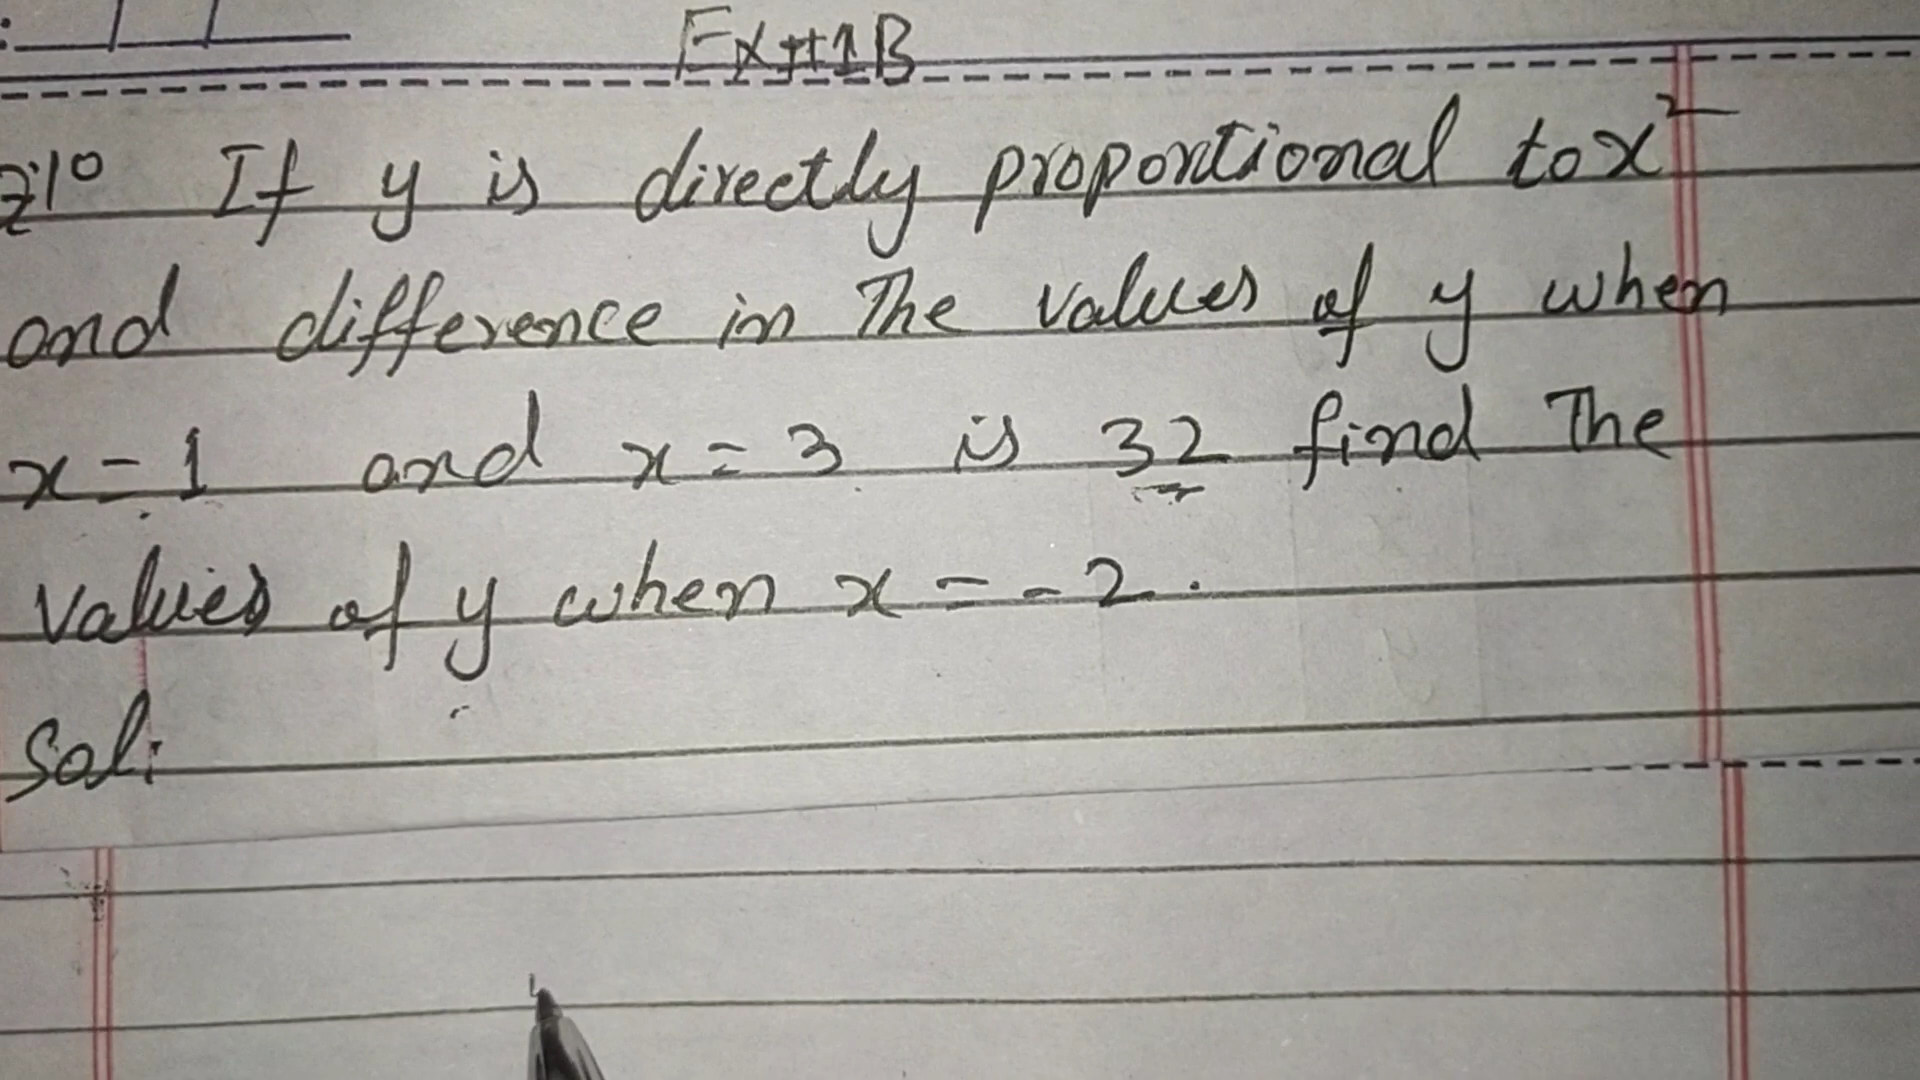 Ex#1B
If y is directly proportional to x²
and difference in The values of y when
x = 1 and x = 3 is 32 find The
values of y when x = -2.
Sol: